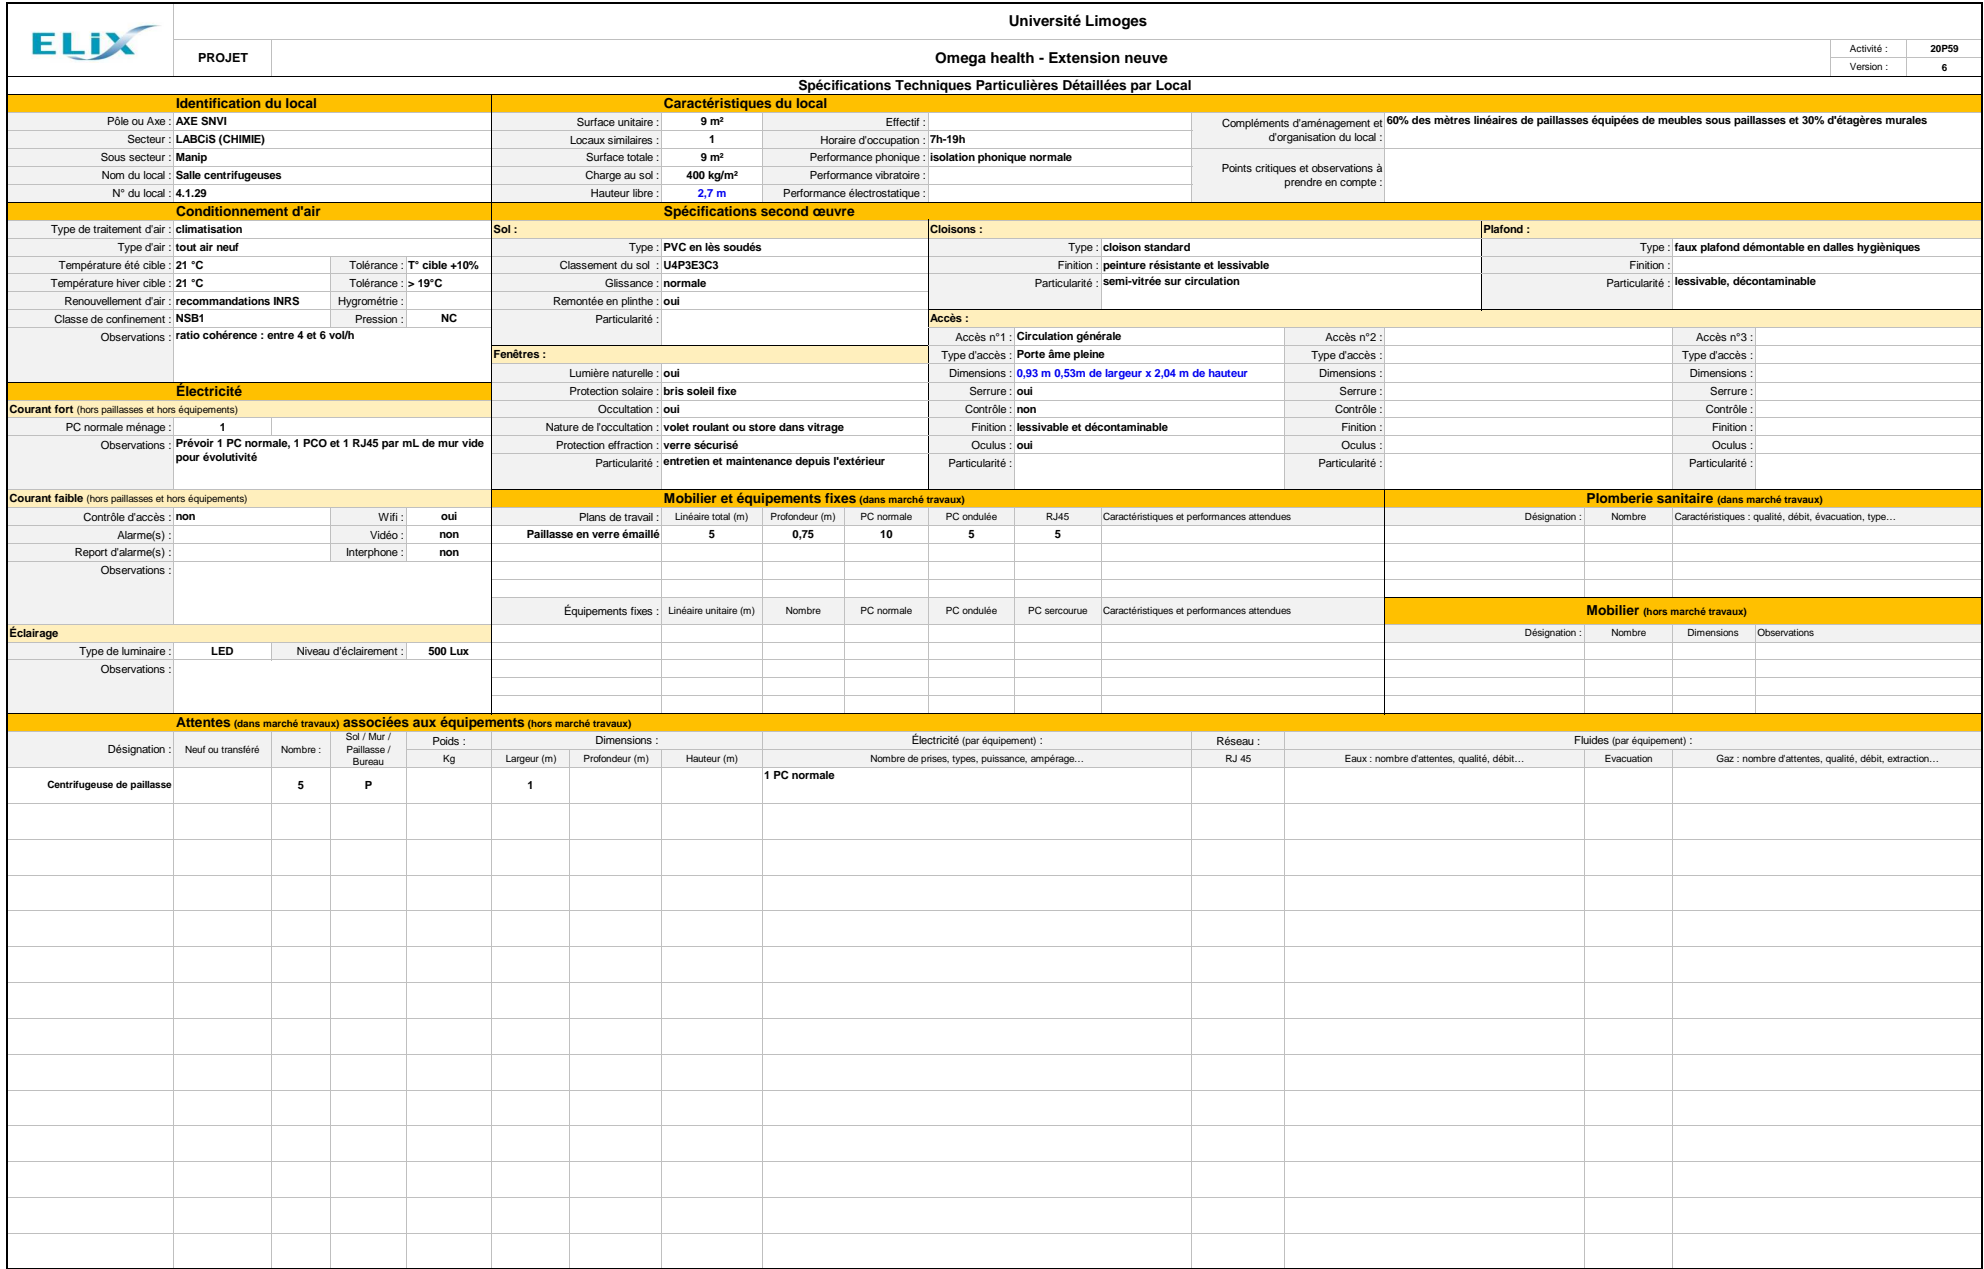 ELiX
Université Limoges
PROJET
Omega health - Extension neuve
Activité : 20P59
Version : 6
Spécifications Techniques Particulières Détaillées par Local
Identification du local
Pôle ou Axe : AXE SNVI
Secteur : LABCiS (CHIMIE)
Sous secteur : Manip
Nom du local : Salle centrifugeuses
N° du local : 4.1.29
Caractéristiques du local
Surface unitaire : 9 m² Effectif :
Locaux similaires : 1 Horaire d'occupation : 7h-19h
Surface totale : 9 m² Performance phonique : isolation phonique normale
Charge au sol : 400 kg/m² Performance vibratoire :
Hauteur libre : 2,7 m Performance électrostatique :
Compléments d'aménagement et d'organisation du local : 60% des mètres linéaires de paillasses équipées de meubles sous paillasses et 30% d'étagères murales
Points critiques et observations à prendre en compte :
Conditionnement d'air
Type de traitement d'air : climatisation
Type d'air : tout air neuf
Température été cible : 21 °C Tolérance : T° cible +10%
Température hiver cible : 21 °C Tolérance : > 19°C
Renouvellement d'air : recommandations INRS Hygrométrie :
Classe de confinement : NSB1 Pression : NC
Observations : ratio cohérence : entre 4 et 6 vol/h
Spécifications second œuvre
Sol :
Type : PVC en lès soudés
Classement du sol : U4P3E3C3
Glissance : normale
Remontée en plinthe : oui
Particularité :
Cloisons :
Type : cloison standard
Finition : peinture résistante et lessivable
Particularité : semi-vitrée sur circulation
Plafond :
Type : faux plafond démontable en dalles hygièniques
Finition :
Particularité : lessivable, décontaminable
Fenêtres :
Lumière naturelle : oui
Protection solaire : bris soleil fixe
Occultation : oui
Nature de l'occultation : volet roulant ou store dans vitrage
Protection effraction : verre sécurisé
Particularité : entretien et maintenance depuis l'extérieur
Accès :
Accès n°1 : Circulation générale Accès n°2 : Accès n°3 :
Type d'accès : Porte âme pleine Type d'accès : Type d'accès :
Dimensions : 0,93 m 0,53m de largeur x 2,04 m de hauteur Dimensions : Dimensions :
Serrure : oui Serrure : Serrure :
Contrôle : non Contrôle : Contrôle :
Finition : lessivable et décontaminable Finition : Finition :
Oculus : oui Oculus : Oculus :
Particularité : Particularité : Particularité :
Électricité
Courant fort (hors paillasses et hors équipements)
PC normale ménage : 1
Observations : Prévoir 1 PC normale, 1 PCO et 1 RJ45 par mL de mur vide
pour évolutivité
Courant faible (hors paillasses et hors équipements)
Contrôle d'accès : non Wifi : oui
Alarme(s) : Vidéo : non
Report d'alarme(s) : Interphone : non
Observations :
Éclairage
Type de luminaire : LED Niveau d'éclairement : 500 Lux
Observations :
Mobilier et équipements fixes (dans marché travaux)
Plans de travail : Linéaire total (m) Profondeur (m) PC normale PC ondulée RJ45 Caractéristiques et performances attendues
Paillasse en verre émaillé 5 0,75 10 5 5
Équipements fixes : Linéaire unitaire (m) Nombre PC normale PC ondulée PC sercourue Caractéristiques et performances attendues
Plomberie sanitaire (dans marché travaux)
Désignation : Nombre Caractéristiques : qualité, débit, évacuation, type…
Mobilier (hors marché travaux)
Désignation : Nombre Dimensions Observations
Attentes (dans marché travaux) associées aux équipements (hors marché travaux)
Désignation : Neuf ou transféré Nombre : Sol / Mur / Paillasse / Bureau Poids : Dimensions : Électricité (par équipement) : Réseau : Fluides (par équipement) :
Kg Largeur (m) Profondeur (m) Hauteur (m) Nombre de prises, types, puissance, ampérage… RJ 45 Eaux : nombre d'attentes, qualité, débit… Evacuation Gaz : nombre d'attentes, qualité, débit, extraction…
Centrifugeuse de paillasse 5 P 1 1 PC normale